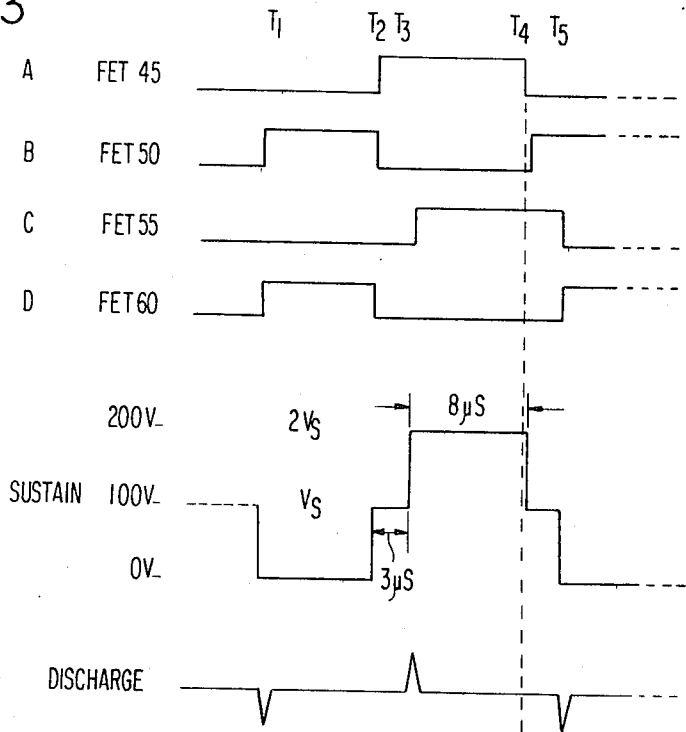 3
T1 T2 T3 T4 T5
A FET 45
B FET 50
C FET 55
D FET 60
200V 2VS 8µS
SUSTAIN 100V VS
0V
3µS
DISCHARGE